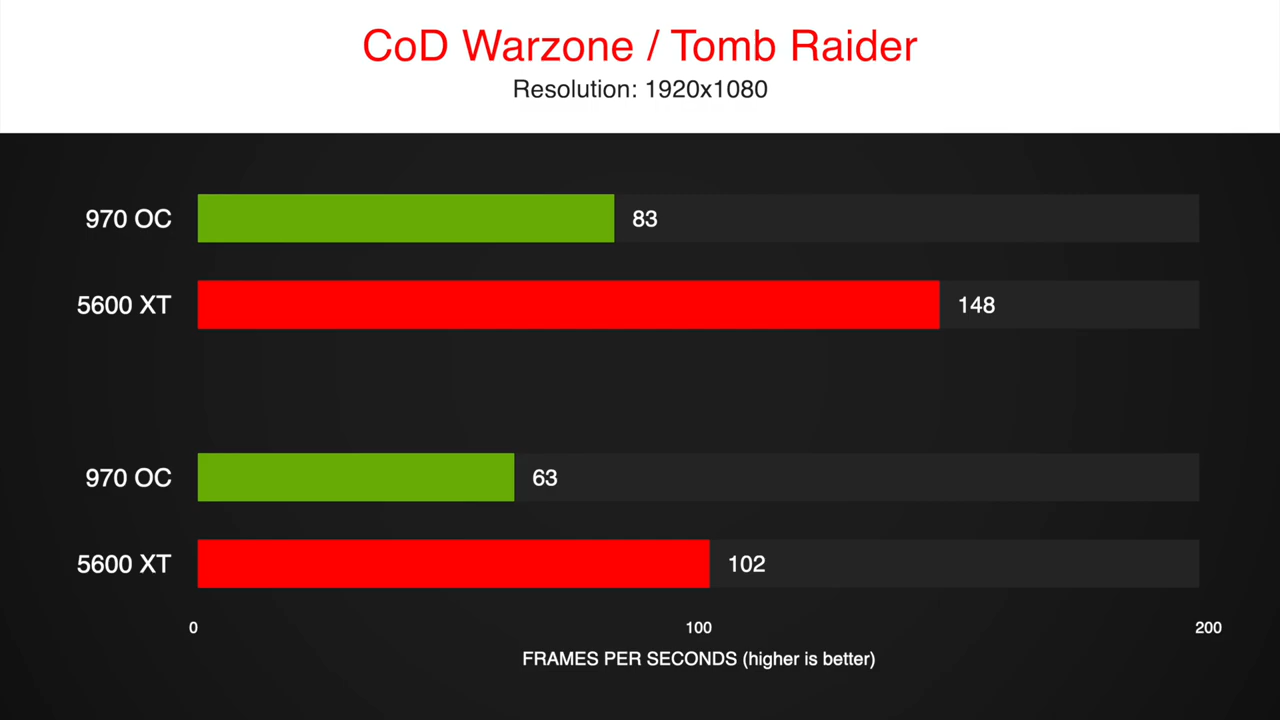 CoD Warzone / Tomb Raider
Resolution: 1920x1080
970 OC 83
5600 XT 148
970 OC 63
5600 XT 102
0 100 200
FRAMES PER SECONDS (higher is better)